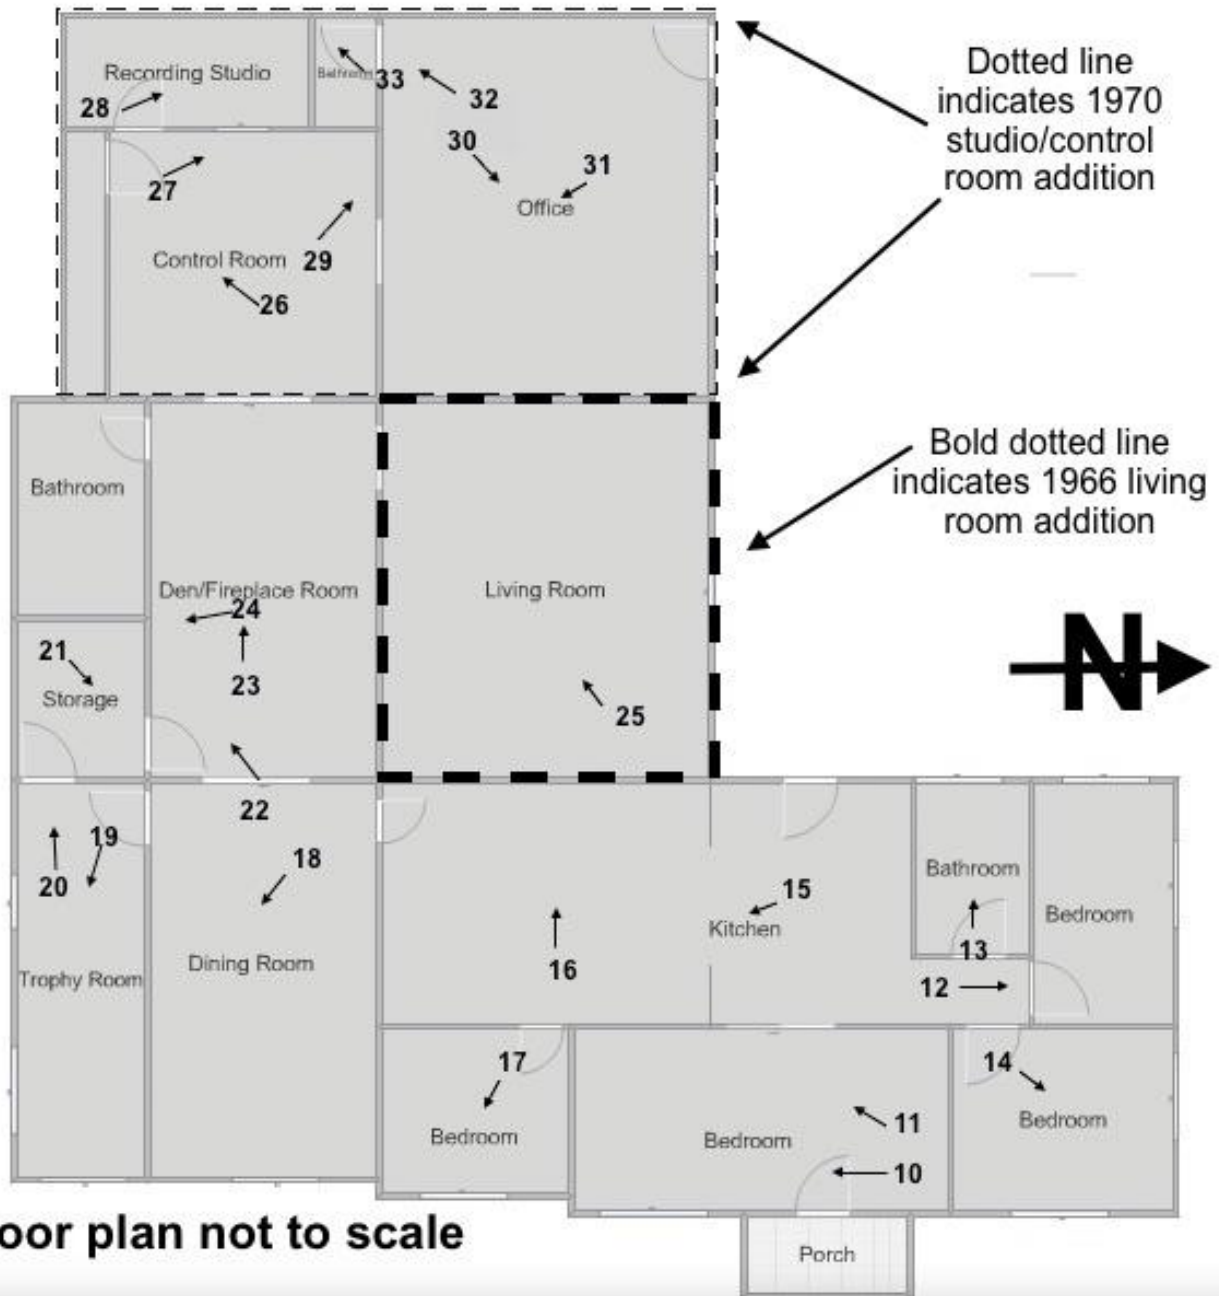 Recording Studio
Bathroom
33
32
28
30
31
27
Office
Control Room
29
26
Dotted line
indicates 1970
studio/control
room addition
Bold dotted line
indicates 1966 living
room addition
Bathroom
Den/Fireplace Room
24
Living Room
21
Storage
23
25
N
22
19
20
18
15
Bathroom
Bedroom
Kitchen
13
16
12
Dining Room
Trophy Room
17
14
Bedroom
Bedroom
11
Bedroom
10
oor plan not to scale
Porch